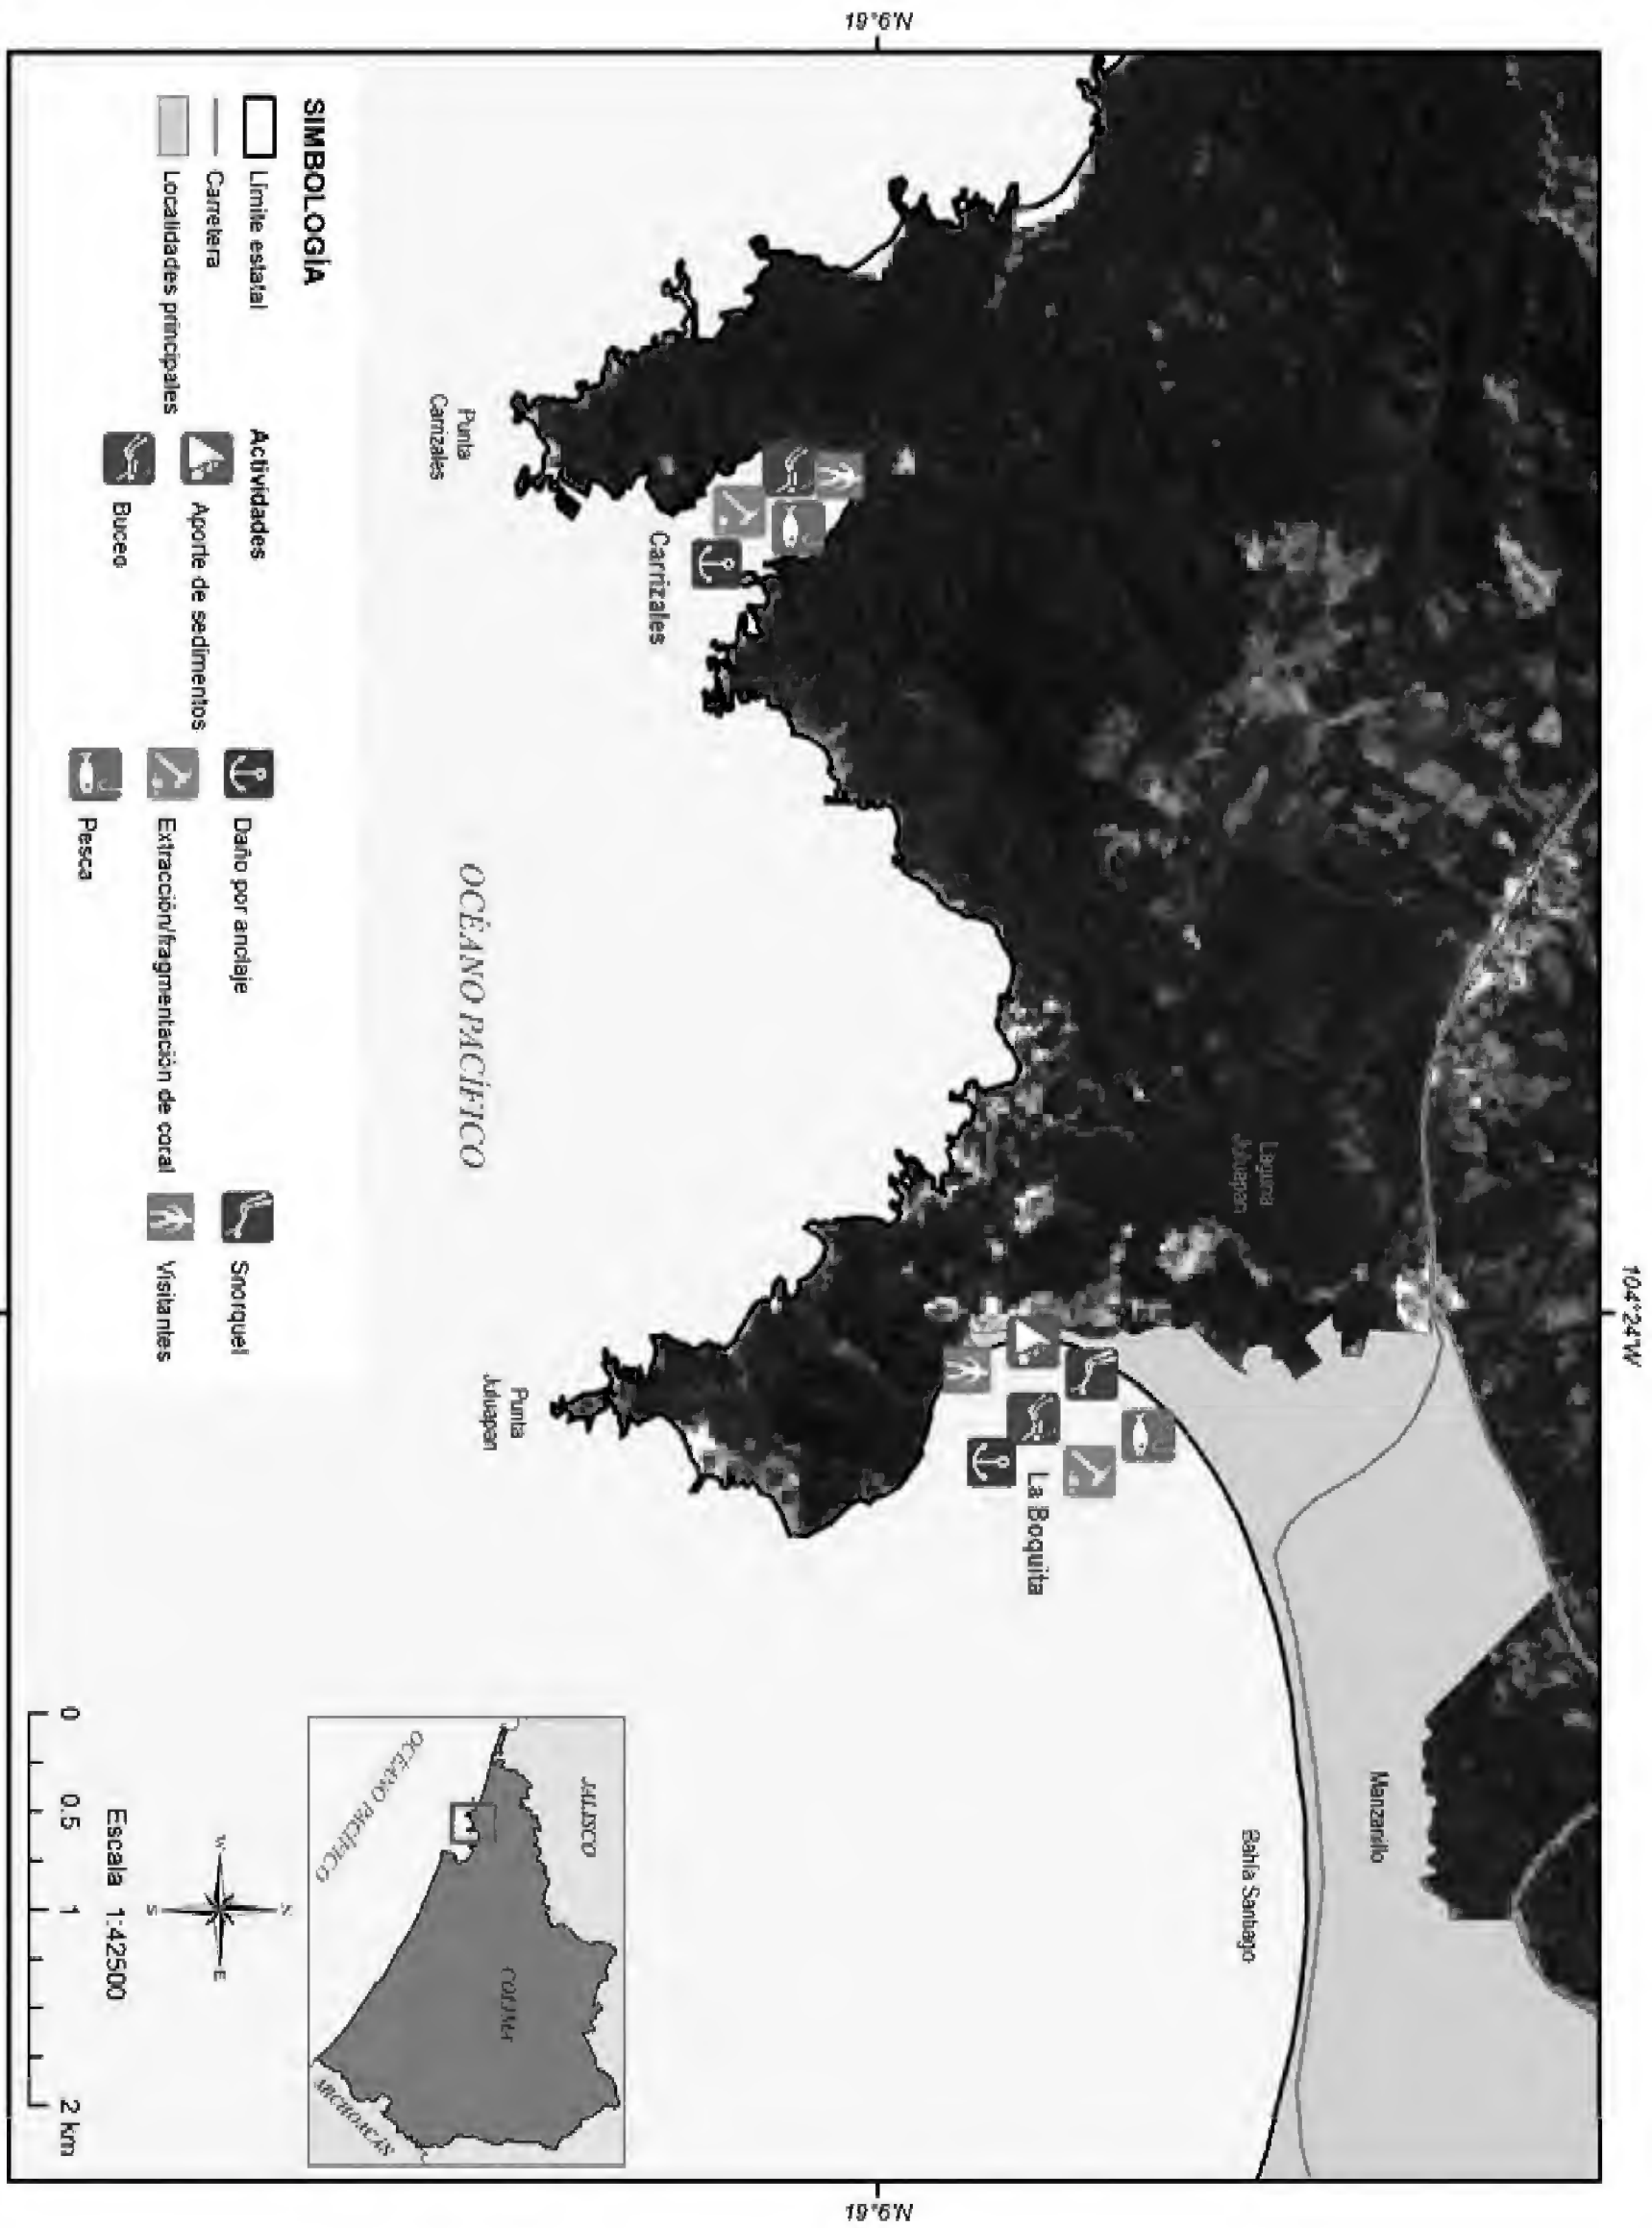 104°24'W
19°6'N
19°6'N
Manzanillo
Bahía Santiago
Laguna
Juluapan
La Boquita
Carrizales
Punta
Carrizales
Punta
Juluapan
OCÉANO PACÍFICO
SIMBOLOGÍA
Límite estatal
Carretera
Localidades principales
Actividades
Aporte de sedimentos
Buceo
Daño por anclaje
Extracción/fragmentación de coral
Pesca
Snorquel
Visitantes
JALISCO
COLIMA
OCÉANO PACÍFICO
N
W
E
S
Escala 1:42500
0 0.5 1 2 km